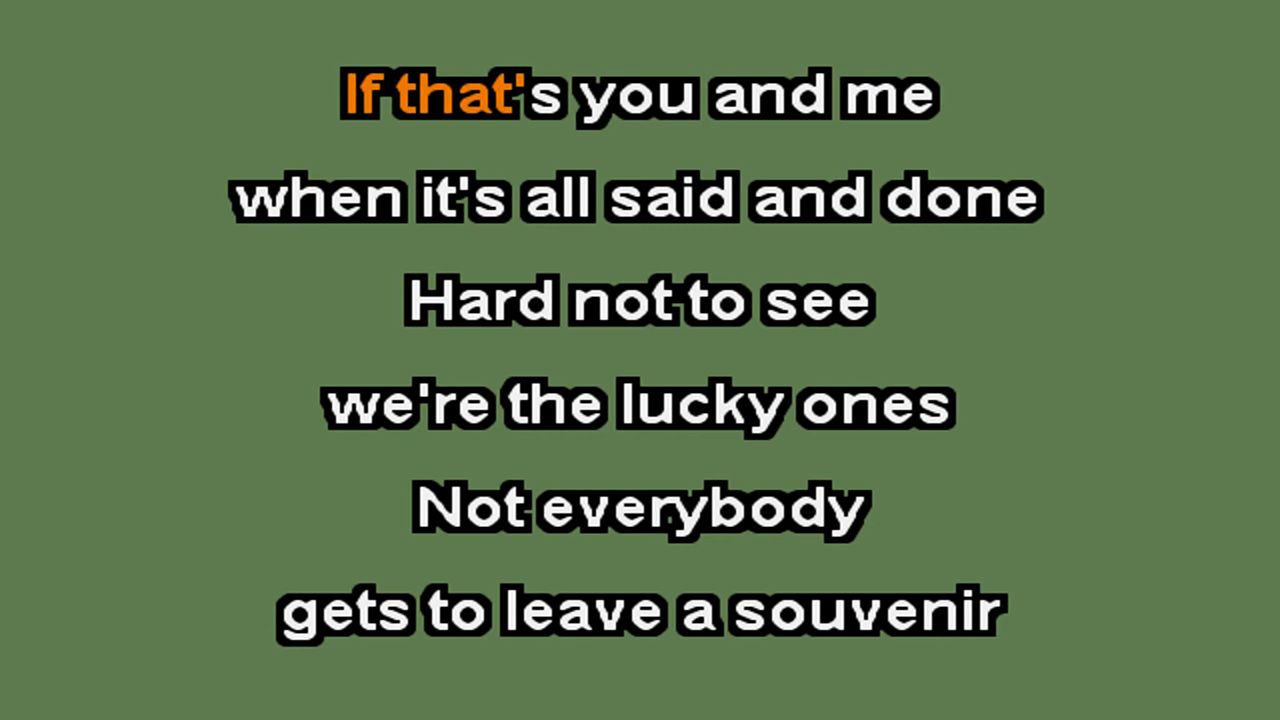 If that's you and me
when it's all said and done
Hard not to see
we're the lucky ones
Not everybody
gets to leave a souvenir